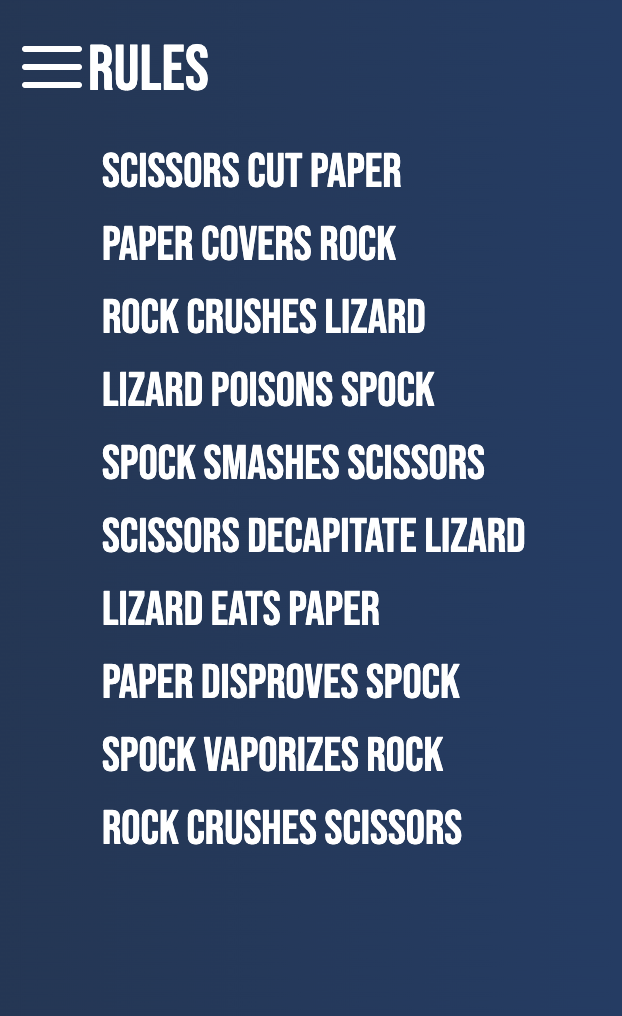 RULES
SCISSORS CUT PAPER
PAPER COVERS ROCK
ROCK CRUSHES LIZARD
LIZARD POISONS SPOCK
SPOCK SMASHES SCISSORS
SCISSORS DECAPITATE LIZARD
LIZARD EATS PAPER
PAPER DISPROVES SPOCK
SPOCK VAPORIZES ROCK
ROCK CRUSHES SCISSORS